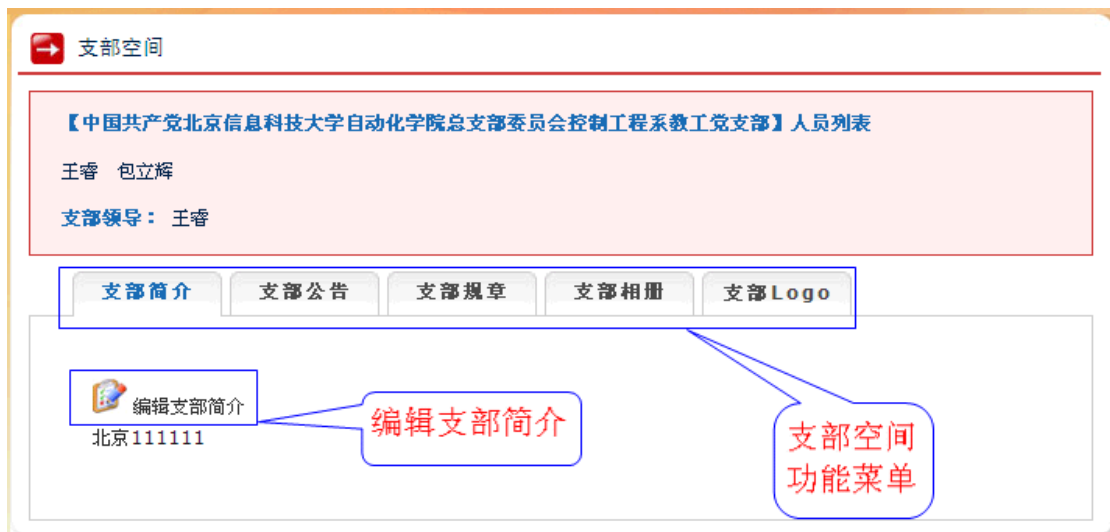 支部空间
【中国共产党北京信息科技大学自动化学院总支部委员会控制工程系教工党支部】人员列表
王睿 包立辉
支部领导： 王睿
支部简介 支部公告 支部规章 支部相册 支部Logo
编辑支部简介
北京111111
编辑支部简介
支部空间
功能菜单